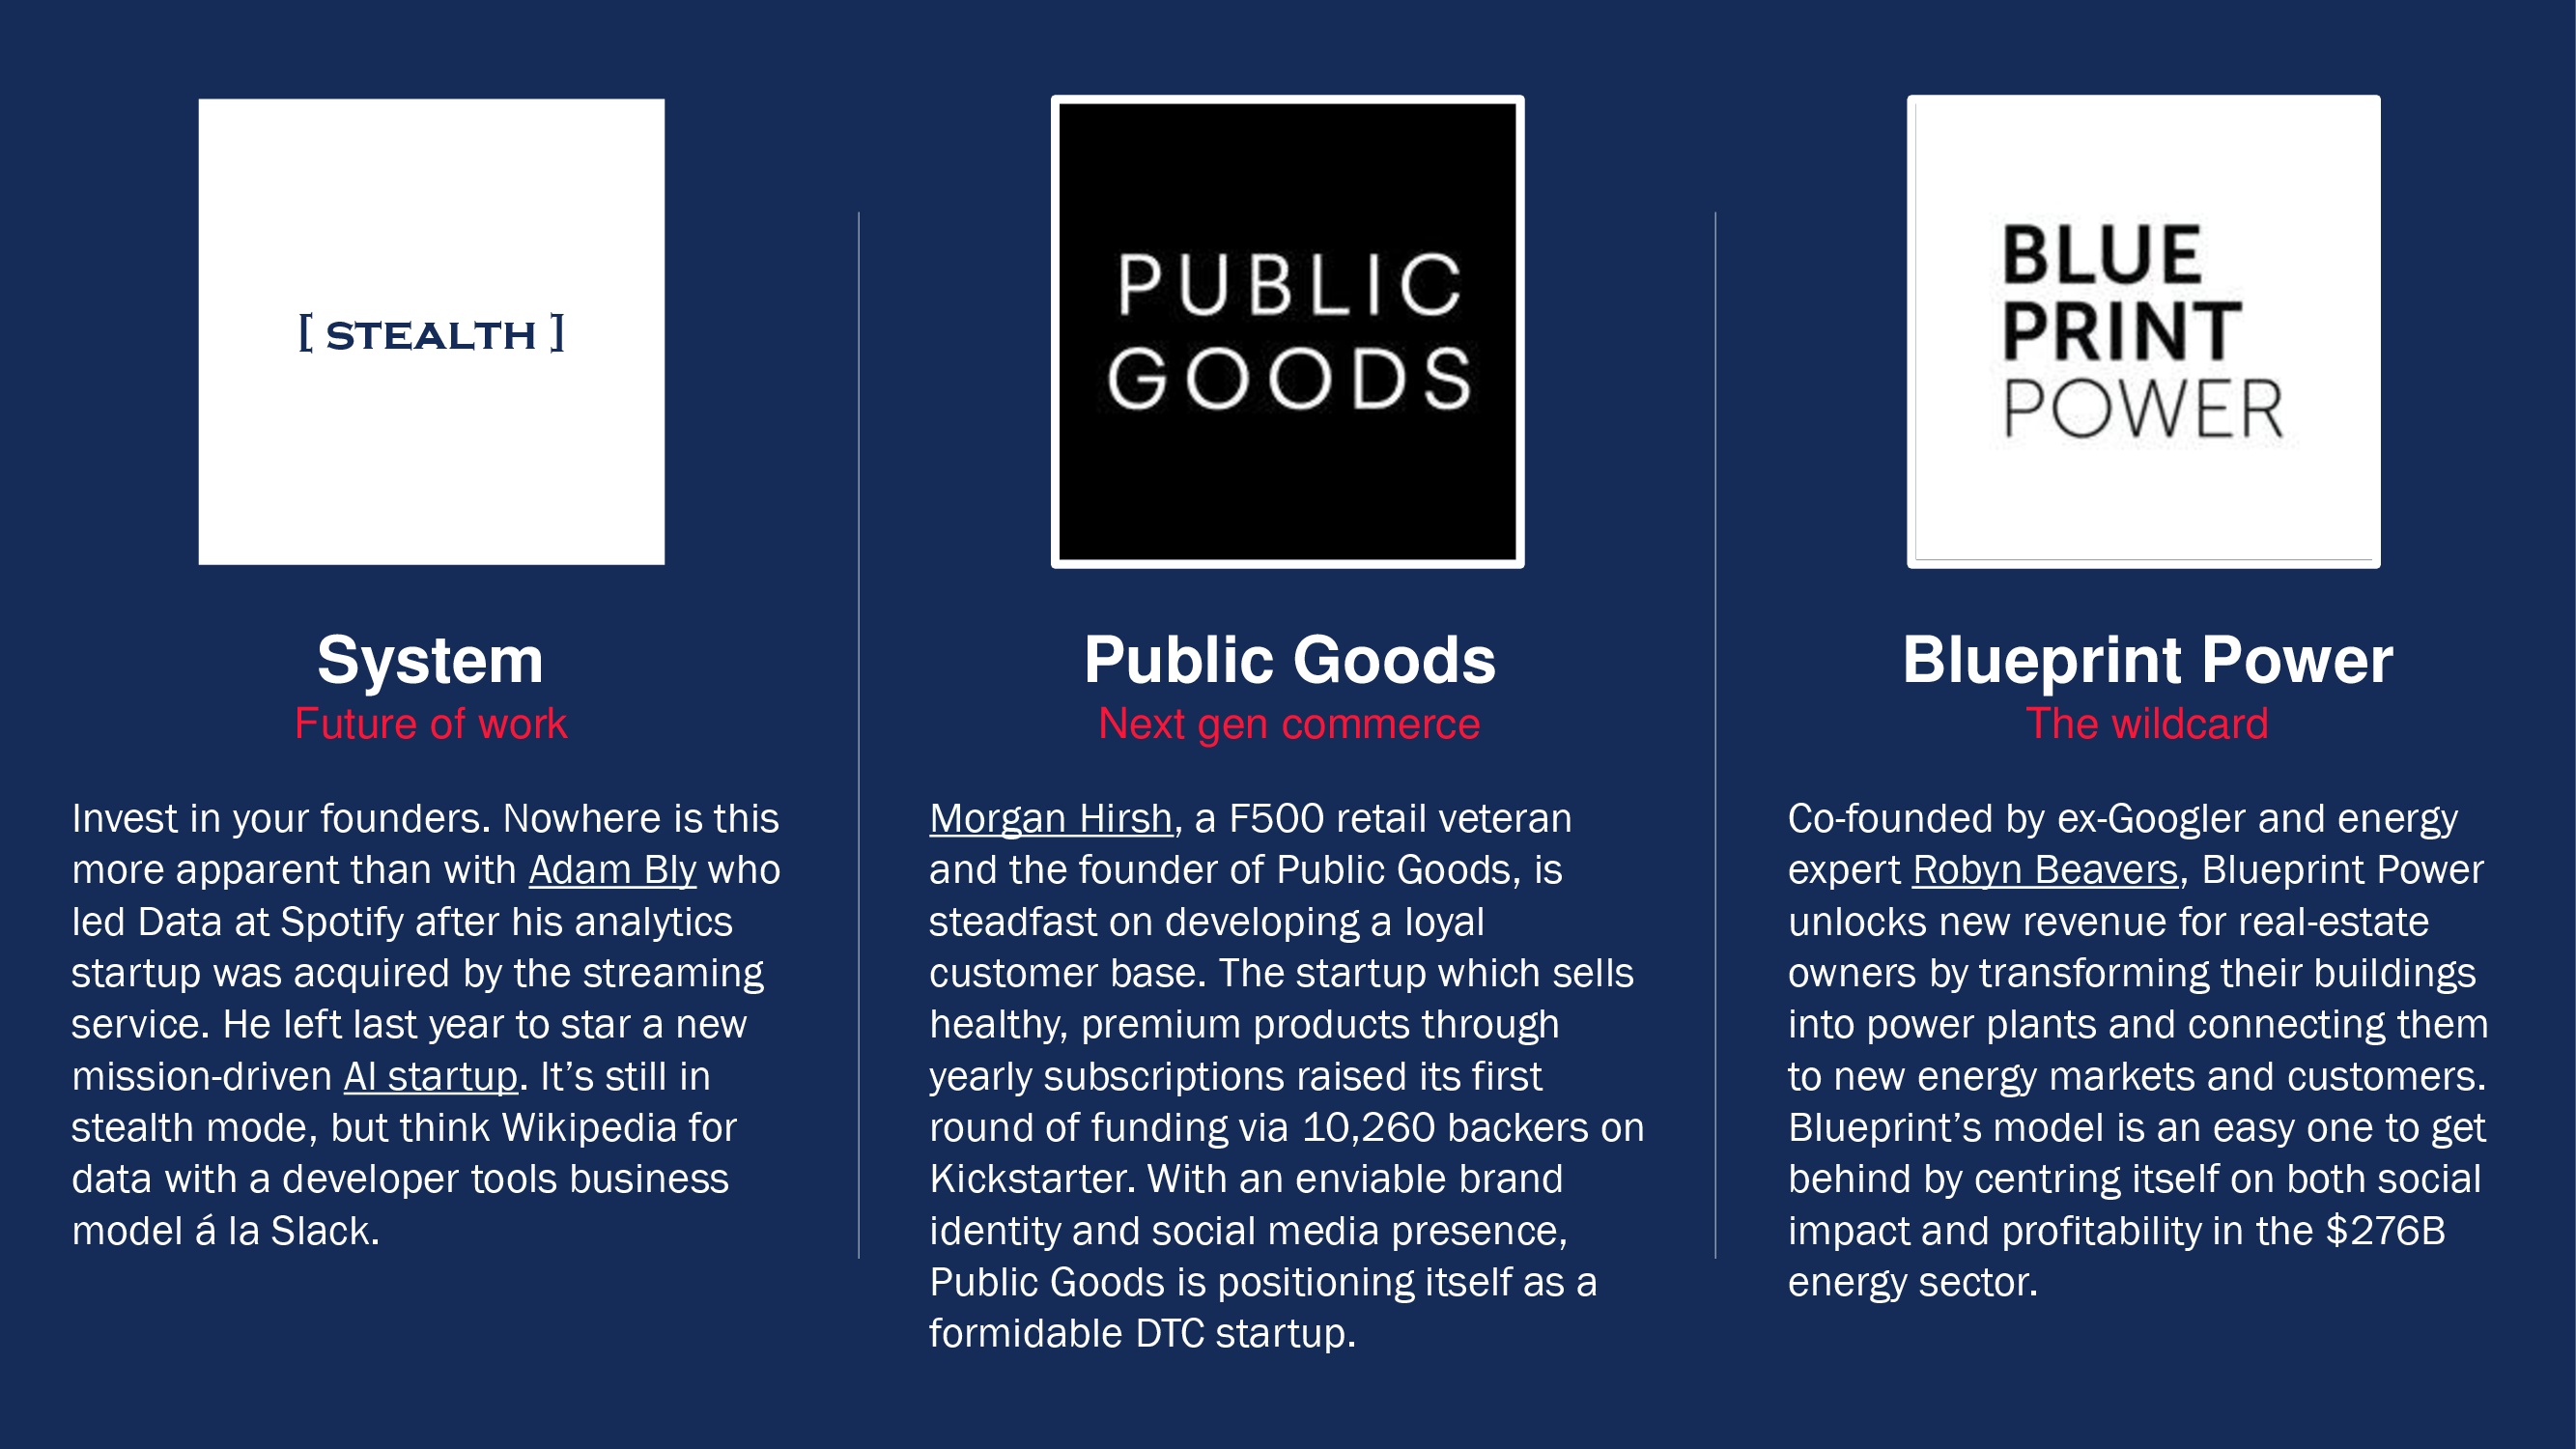 [ STEALTH ]
System
Future of work
Invest in your founders. Nowhere is this
more apparent than with Adam Bly who
led Data at Spotify after his analytics
startup was acquired by the streaming
service. He left last year to star a new
mission-driven AI startup. It’s still in
stealth mode, but think Wikipedia for
data with a developer tools business
model á la Slack.
PUBLIC
GOODS
Public Goods
Next gen commerce
Morgan Hirsh, a F500 retail veteran
and the founder of Public Goods, is
steadfast on developing a loyal
customer base. The startup which sells
healthy, premium products through
yearly subscriptions raised its first
round of funding via 10,260 backers on
Kickstarter. With an enviable brand
identity and social media presence,
Public Goods is positioning itself as a
formidable DTC startup.
BLUE
PRINT
POWER
Blueprint Power
The wildcard
Co-founded by ex-Googler and energy
expert Robyn Beavers, Blueprint Power
unlocks new revenue for real-estate
owners by transforming their buildings
into power plants and connecting them
to new energy markets and customers.
Blueprint’s model is an easy one to get
behind by centring itself on both social
impact and profitability in the $276B
energy sector.